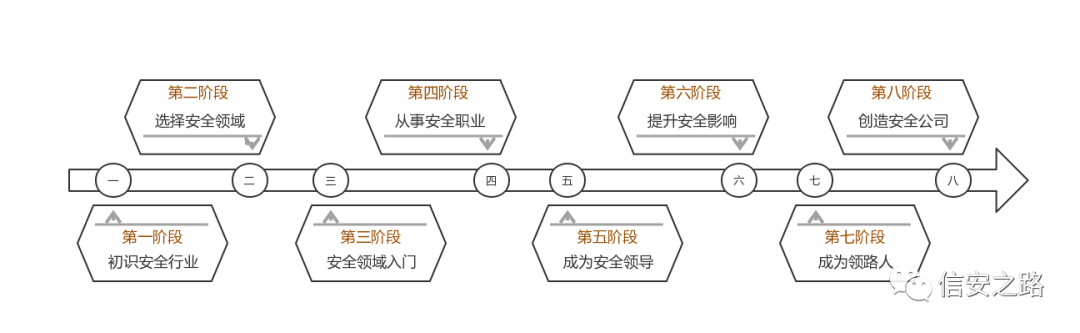 第二阶段
选择安全领域
第四阶段
从事安全职业
第六阶段
提升安全影响
第八阶段
创造安全公司
一
二
三
四
五
六
七
八
第一阶段
初识安全行业
第三阶段
安全领域入门
第五阶段
成为安全领导
第七阶段
成为领路人
信安之路